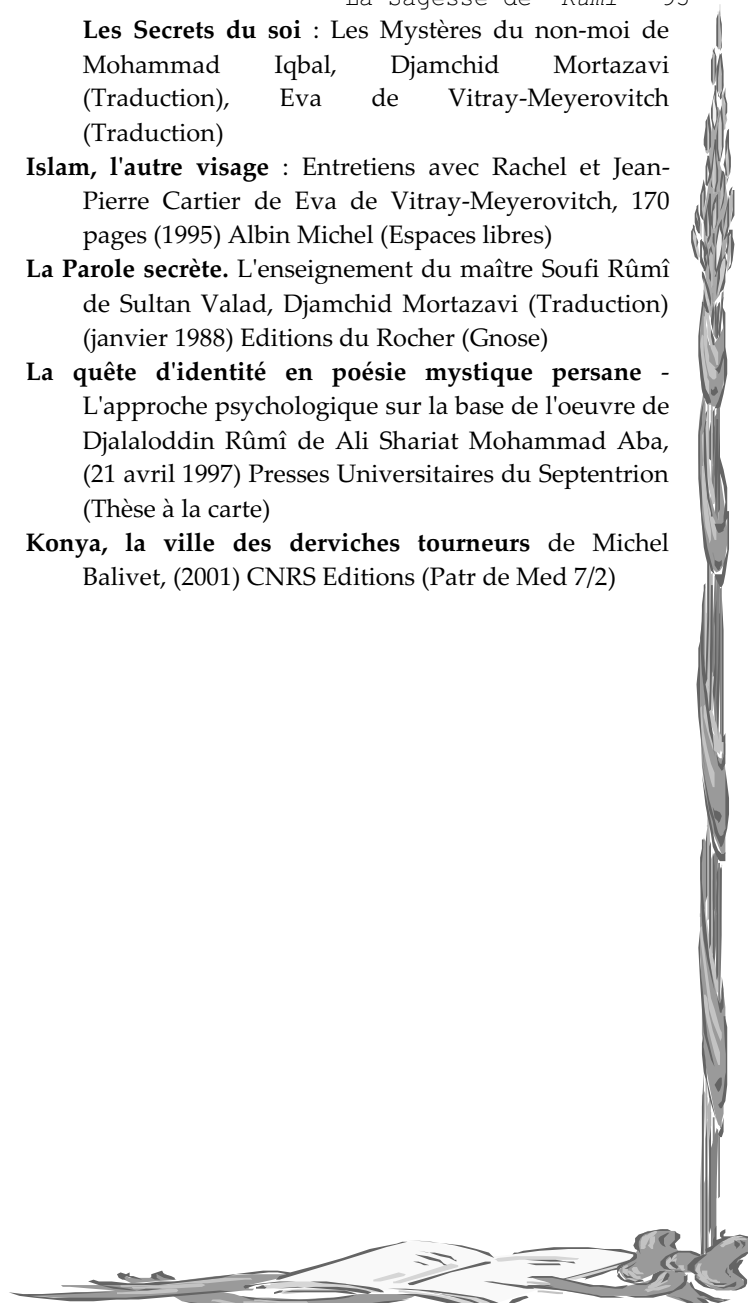 La Sagesse de Rûmî 93
Les Secrets du soi : Les Mystères du non-moi de
Mohammad Iqbal, Djamchid Mortazavi
(Traduction), Eva de Vitray-Meyerovitch
(Traduction)
Islam, l'autre visage : Entretiens avec Rachel et Jean-
Pierre Cartier de Eva de Vitray-Meyerovitch, 170
pages (1995) Albin Michel (Espaces libres)
La Parole secrète. L'enseignement du maître Soufi Rûmî
de Sultan Valad, Djamchid Mortazavi (Traduction)
(janvier 1988) Editions du Rocher (Gnose)
La quête d'identité en poésie mystique persane -
L'approche psychologique sur la base de l'oeuvre de
Djalaloddin Rûmî de Ali Shariat Mohammad Aba,
(21 avril 1997) Presses Universitaires du Septentrion
(Thèse à la carte)
Konya, la ville des derviches tourneurs de Michel
Balivet, (2001) CNRS Editions (Patr de Med 7/2)